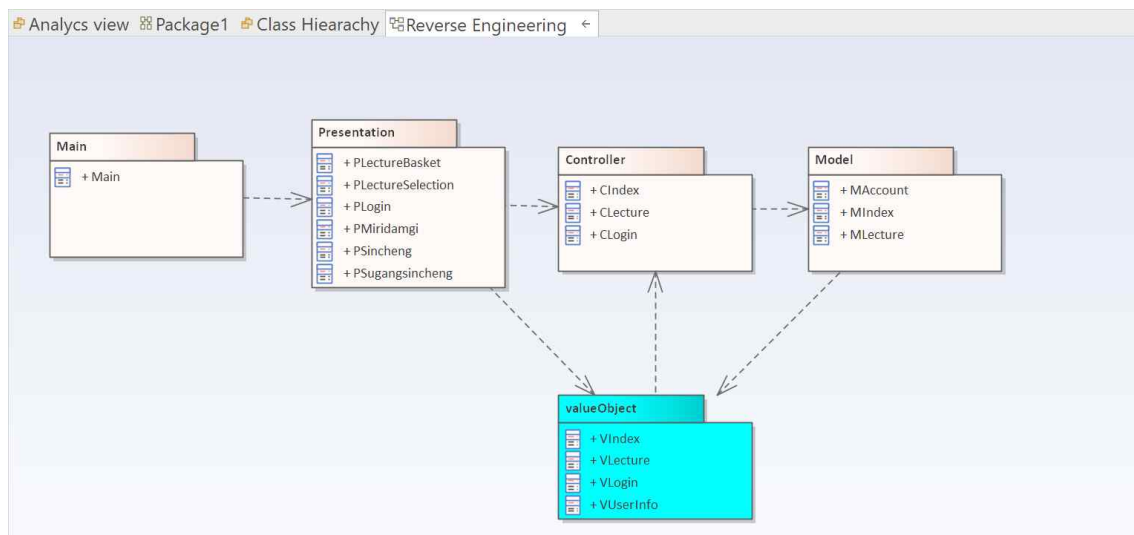 Analycs view Package1 Class Hiearachy Reverse Engineering
Main
+ Main
Presentation
+ PLectureBasket
+ PLectureSelection
+ PLogin
+ PMiridamgi
+ PSincheng
+ PSugangsincheng
Controller
+ CIndex
+ CLecture
+ CLogin
Model
+ MAccount
+ MIndex
+ MLecture
valueObject
+ VIndex
+ VLecture
+ VLogin
+ VUserInfo